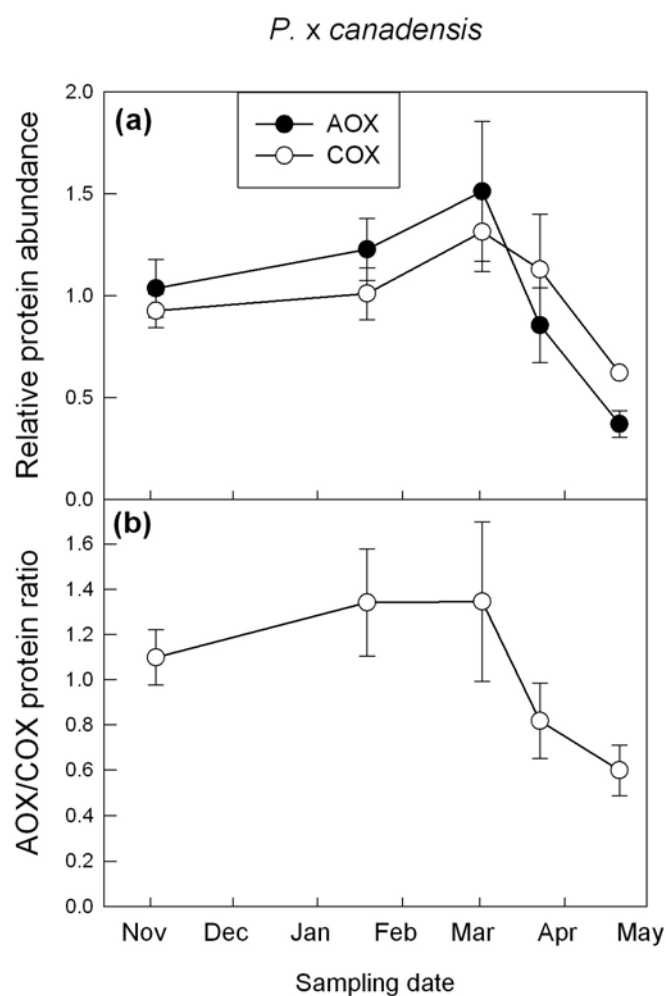 P. x canadensis
(a)
AOX
COX
Relative protein abundance
2.0
1.5
1.0
0.5
0.0
(b)
AOX/COX protein ratio
1.6
1.4
1.2
1.0
0.8
0.6
0.4
0.2
0.0
Nov Dec Jan Feb Mar Apr May
Sampling date